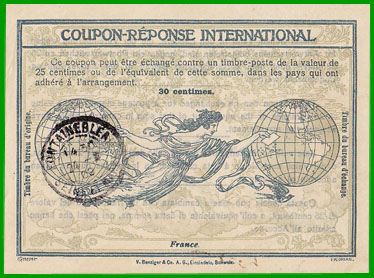 COUPON-RÉPONSE INTERNATIONAL
Ce coupon peut être échangé contre un timbre-poste de la valeur de
25 centimes ou de l'équivalent de cette somme, dans les pays qui ont
adhéré à l'arrangement.
30 centimes.
Timbre du bureau d'origine.
FONTAINEBLEAU
Timbre du bureau d'échange.
France.
V. Benziger & Co. A. G., Einsiedeln, Schweiz.